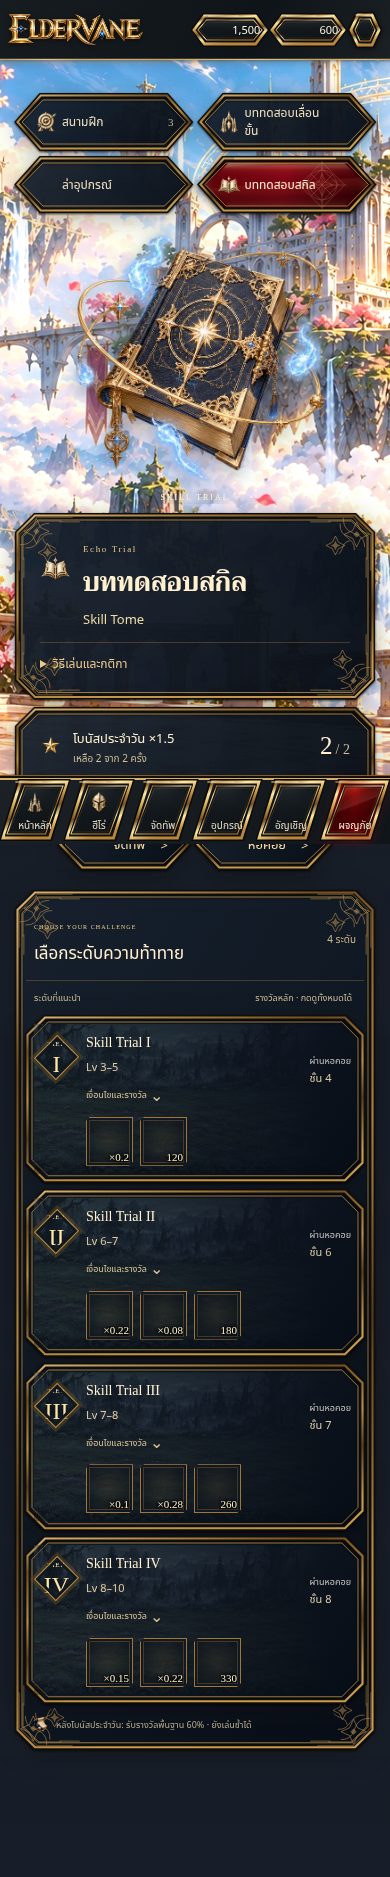 ELDERVANE
1,500
600
สนามฝึก
3
บททดสอบเลื่อน
ขั้น
ล่าอุปกรณ์
บททดสอบสกิล
SKILL TRIAL
Echo Trial
บททดสอบสกิล
Skill Tome
▶ วิธีเล่นและกติกา
โบนัสประจำวัน ×1.5
เหลือ 2 จาก 2 ครั้ง
2 / 2
หน้าหลัก
ฮีโร่
จัดทัพ
อุปกรณ์
อัญเชิญ
ผจญภัย
จัดทัพ >
หอคอย >
CHOOSE YOUR CHALLENGE
เลือกระดับความท้าทาย
4 ระดับ
ระดับที่แนะนำ
รางวัลหลัก · กดดูทั้งหมดได้
I
Skill Trial I
Lv 3–5
เงื่อนไขและรางวัล
ผ่านหอคอย
ชั้น 4
×0.2
120
II
Skill Trial II
Lv 6–7
เงื่อนไขและรางวัล
ผ่านหอคอย
ชั้น 6
×0.22
×0.08
180
III
Skill Trial III
Lv 7–8
เงื่อนไขและรางวัล
ผ่านหอคอย
ชั้น 7
×0.1
×0.28
260
IV
Skill Trial IV
Lv 8–10
เงื่อนไขและรางวัล
ผ่านหอคอย
ชั้น 8
×0.15
×0.22
330
หลังโบนัสประจำวัน: รับรางวัลพื้นฐาน 60% · ยังเล่นซ้ำได้